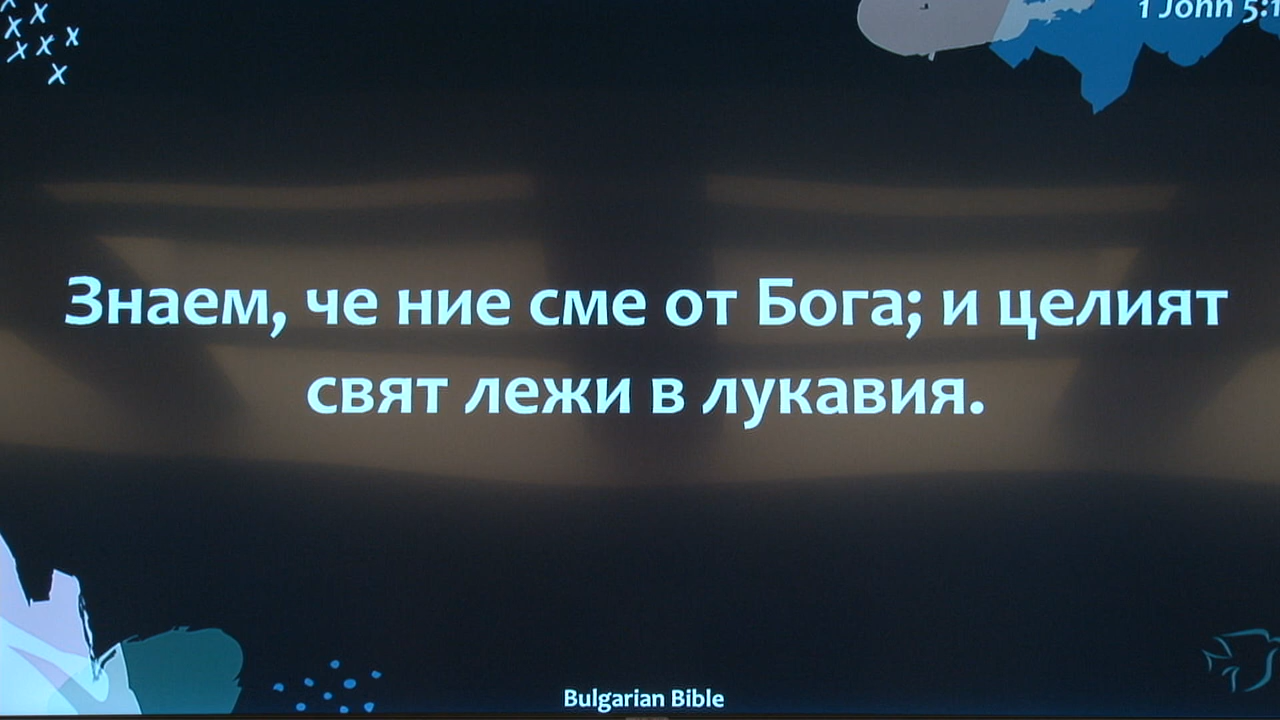 1 John 5:1
Знаем, че ние сме от Бога; и целият
свят лежи в лукавия.
Bulgarian Bible